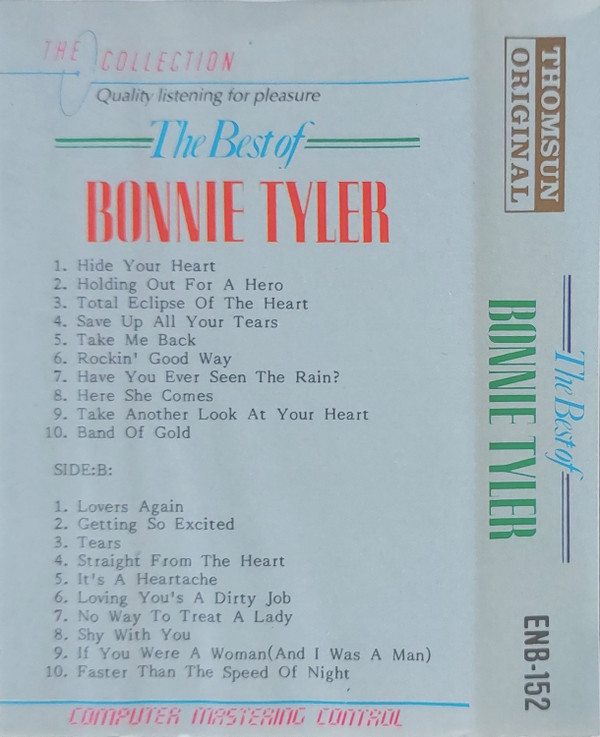 THE COLLECTION
Quality listening for pleasure
The Best of
BONNIE TYLER
1. Hide Your Heart
2. Holding Out For A Hero
3. Total Eclipse Of The Heart
4. Save Up All Your Tears
5. Take Me Back
6. Rockin' Good Way
7. Have You Ever Seen The Rain?
8. Here She Comes
9. Take Another Look At Your Heart
10. Band Of Gold
SIDE:B:
1. Lovers Again
2. Getting So Excited
3. Tears
4. Straight From The Heart
5. It's A Heartache
6. Loving You's A Dirty Job
7. No Way To Treat A Lady
8. Shy With You
9. If You Were A Woman(And I Was A Man)
10. Faster Than The Speed Of Night
COMPUTER MASTERING CONTROL
THOMSUN
ORIGINAL
The Best of
BONNIE TYLER
ENB-152